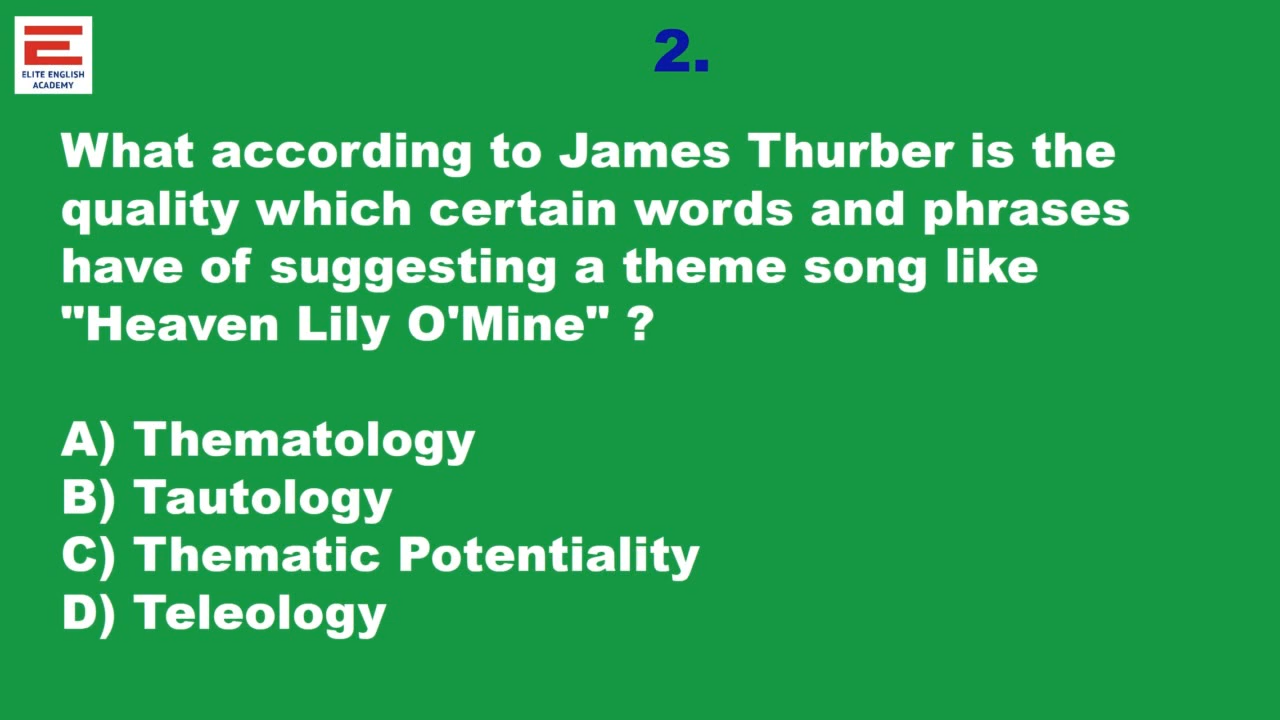 ELITE ENGLISH
ACADEMY
2.
What according to James Thurber is the
quality which certain words and phrases
have of suggesting a theme song like
"Heaven Lily O'Mine" ?
A) Thematology
B) Tautology
C) Thematic Potentiality
D) Teleology